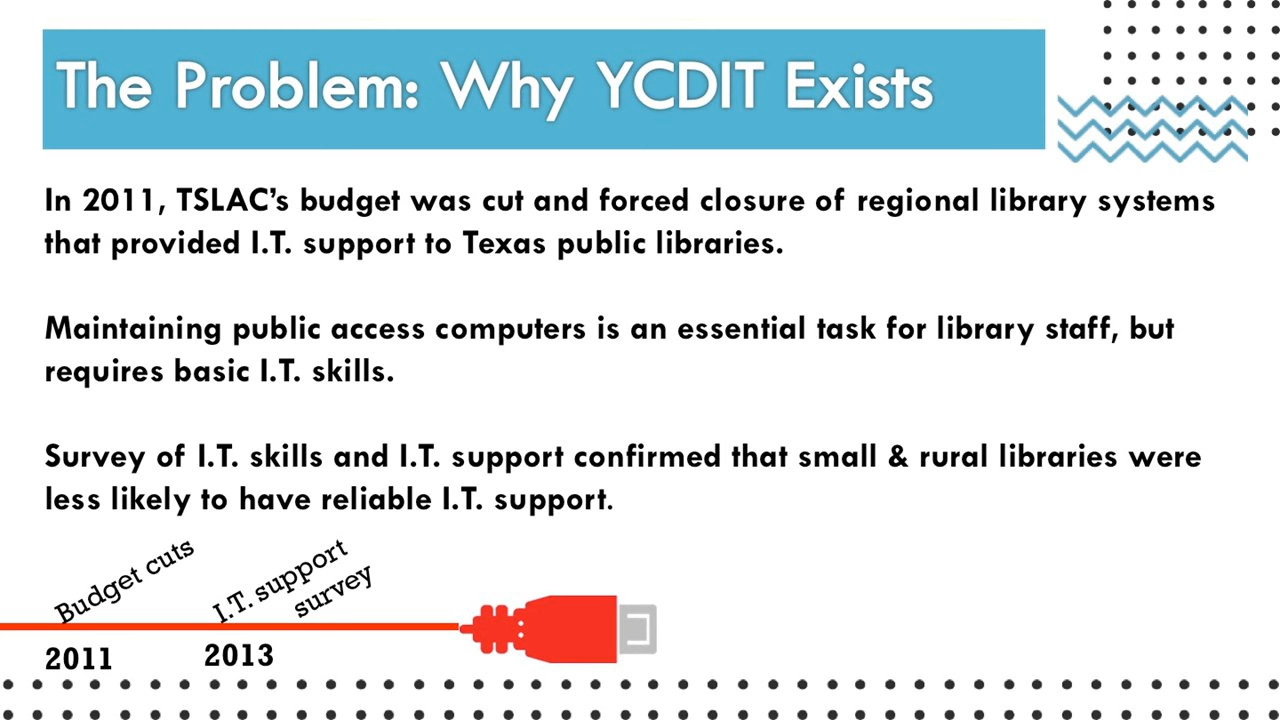 The Problem: Why YCDIT Exists
In 2011, TSLAC’s budget was cut and forced closure of regional library systems
that provided I.T. support to Texas public libraries.
Maintaining public access computers is an essential task for library staff, but
requires basic I.T. skills.
Survey of I.T. skills and I.T. support confirmed that small & rural libraries were
less likely to have reliable I.T. support.
Budget cuts
I.T. support
survey
2011
2013